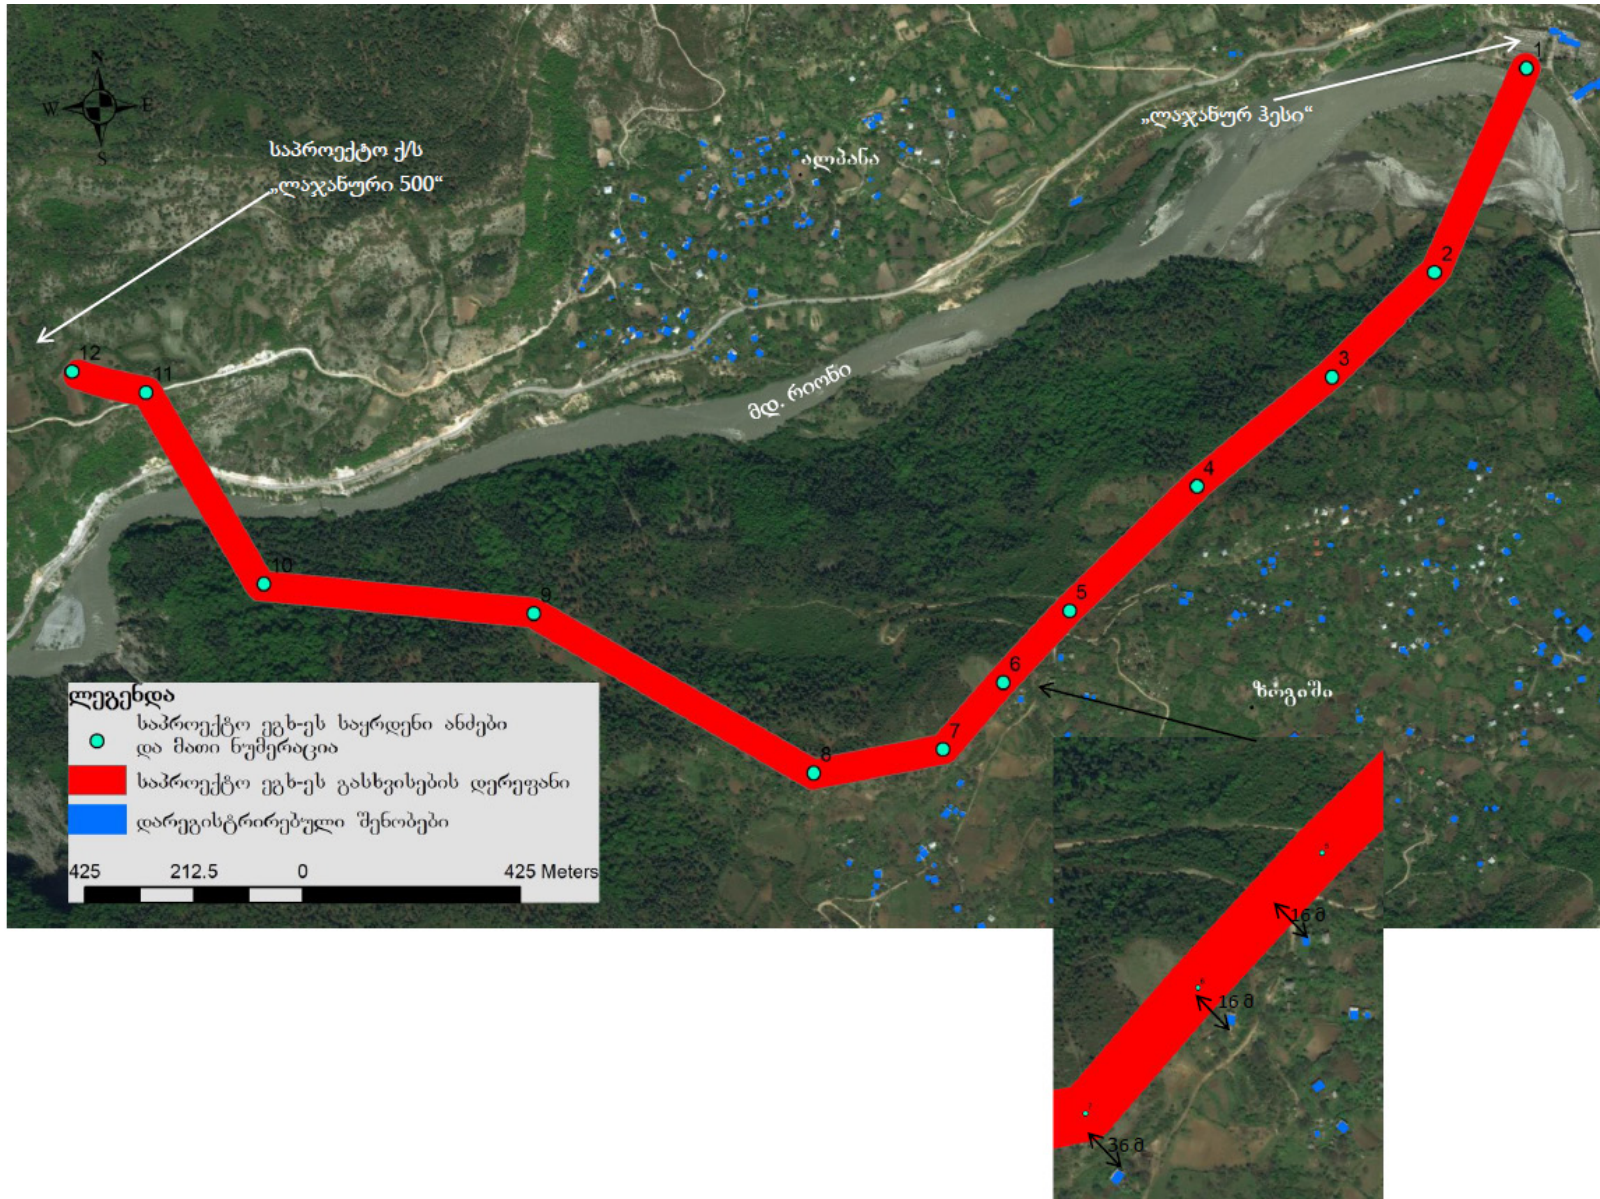 N
W
E
S
საპროექტო ქ/ს
„ლაჯანური 500“
„ლაჯანურ ჰესი“
ალპანა
მდ. რიონი
ზოგიში
1
2
3
4
5
6
7
8
9
10
11
12
ლეგენდა
საპროექტო ეგხ-ეს საყრდენი ანძები
და მათი ნუმერაცია
საპროექტო ეგხ-ეს გასხვისების დერეფანი
დარეგისტრირებული შენობები
425 212.5 0 425 Meters
16 მ
16 მ
36 მ